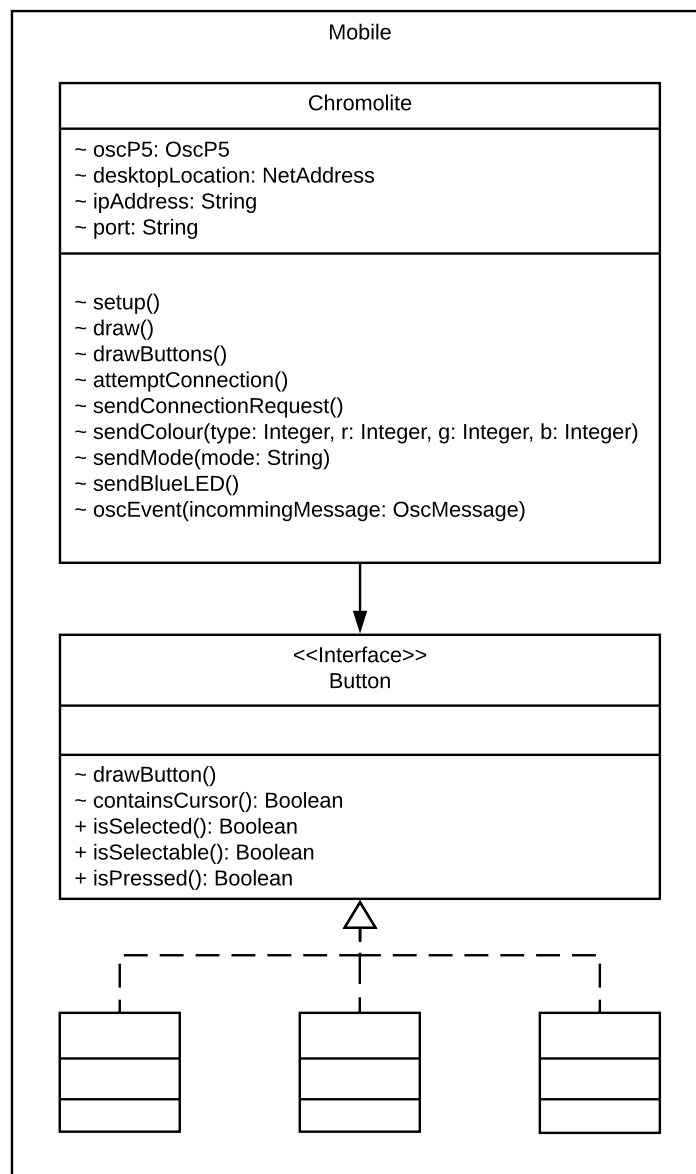 Mobile
Chromolite
~ oscP5: OscP5
~ desktopLocation: NetAddress
~ ipAddress: String
~ port: String
~ setup()
~ draw()
~ drawButtons()
~ attemptConnection()
~ sendConnectionRequest()
~ sendColour(type: Integer, r: Integer, g: Integer, b: Integer)
~ sendMode(mode: String)
~ sendBlueLED()
~ oscEvent(incommingMessage: OscMessage)
<<Interface>>
Button
~ drawButton()
~ containsCursor(): Boolean
+ isSelected(): Boolean
+ isSelectable(): Boolean
+ isPressed(): Boolean